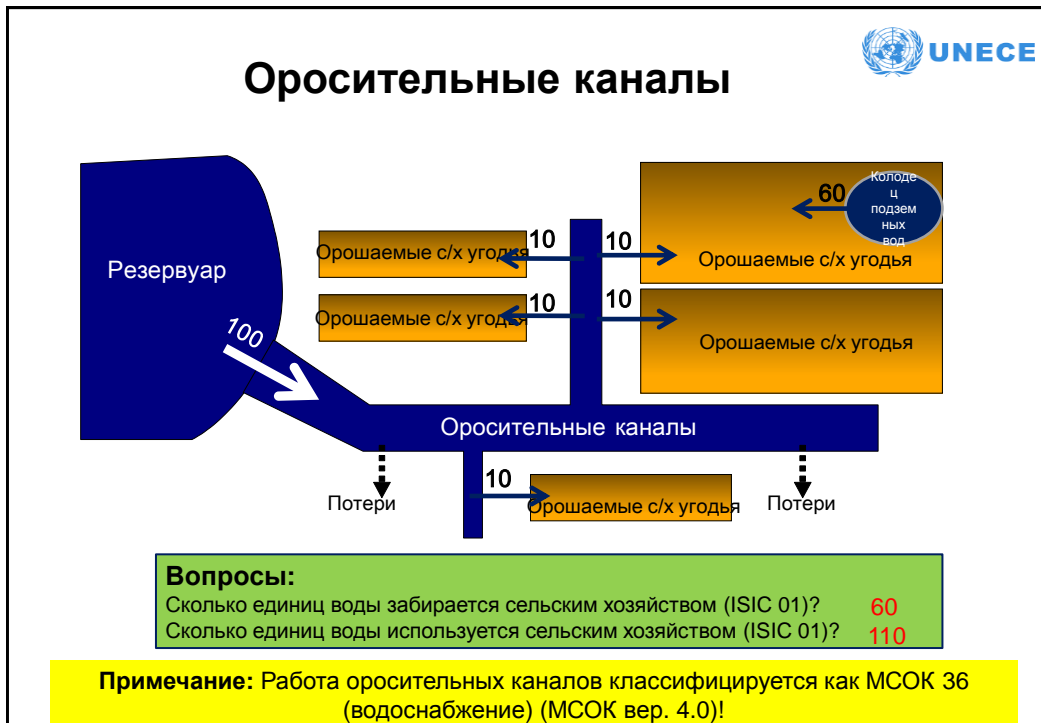 UNECE
Оросительные каналы
Резервуар
100
Орошаемые с/х угодья
10
10
60
Колоде
ц
подзем
ных
вод
Орошаемые с/х угодья
Орошаемые с/х угодья
10
10
Орошаемые с/х угодья
Оросительные каналы
Потери
10
Орошаемые с/х угодья
Потери
Вопросы:
Сколько единиц воды забирается сельским хозяйством (ISIC 01)? 60
Сколько единиц воды используется сельским хозяйством (ISIC 01)? 110
Примечание: Работа оросительных каналов классифицируется как МСОК 36
(водоснабжение) (МСОК вер. 4.0)!